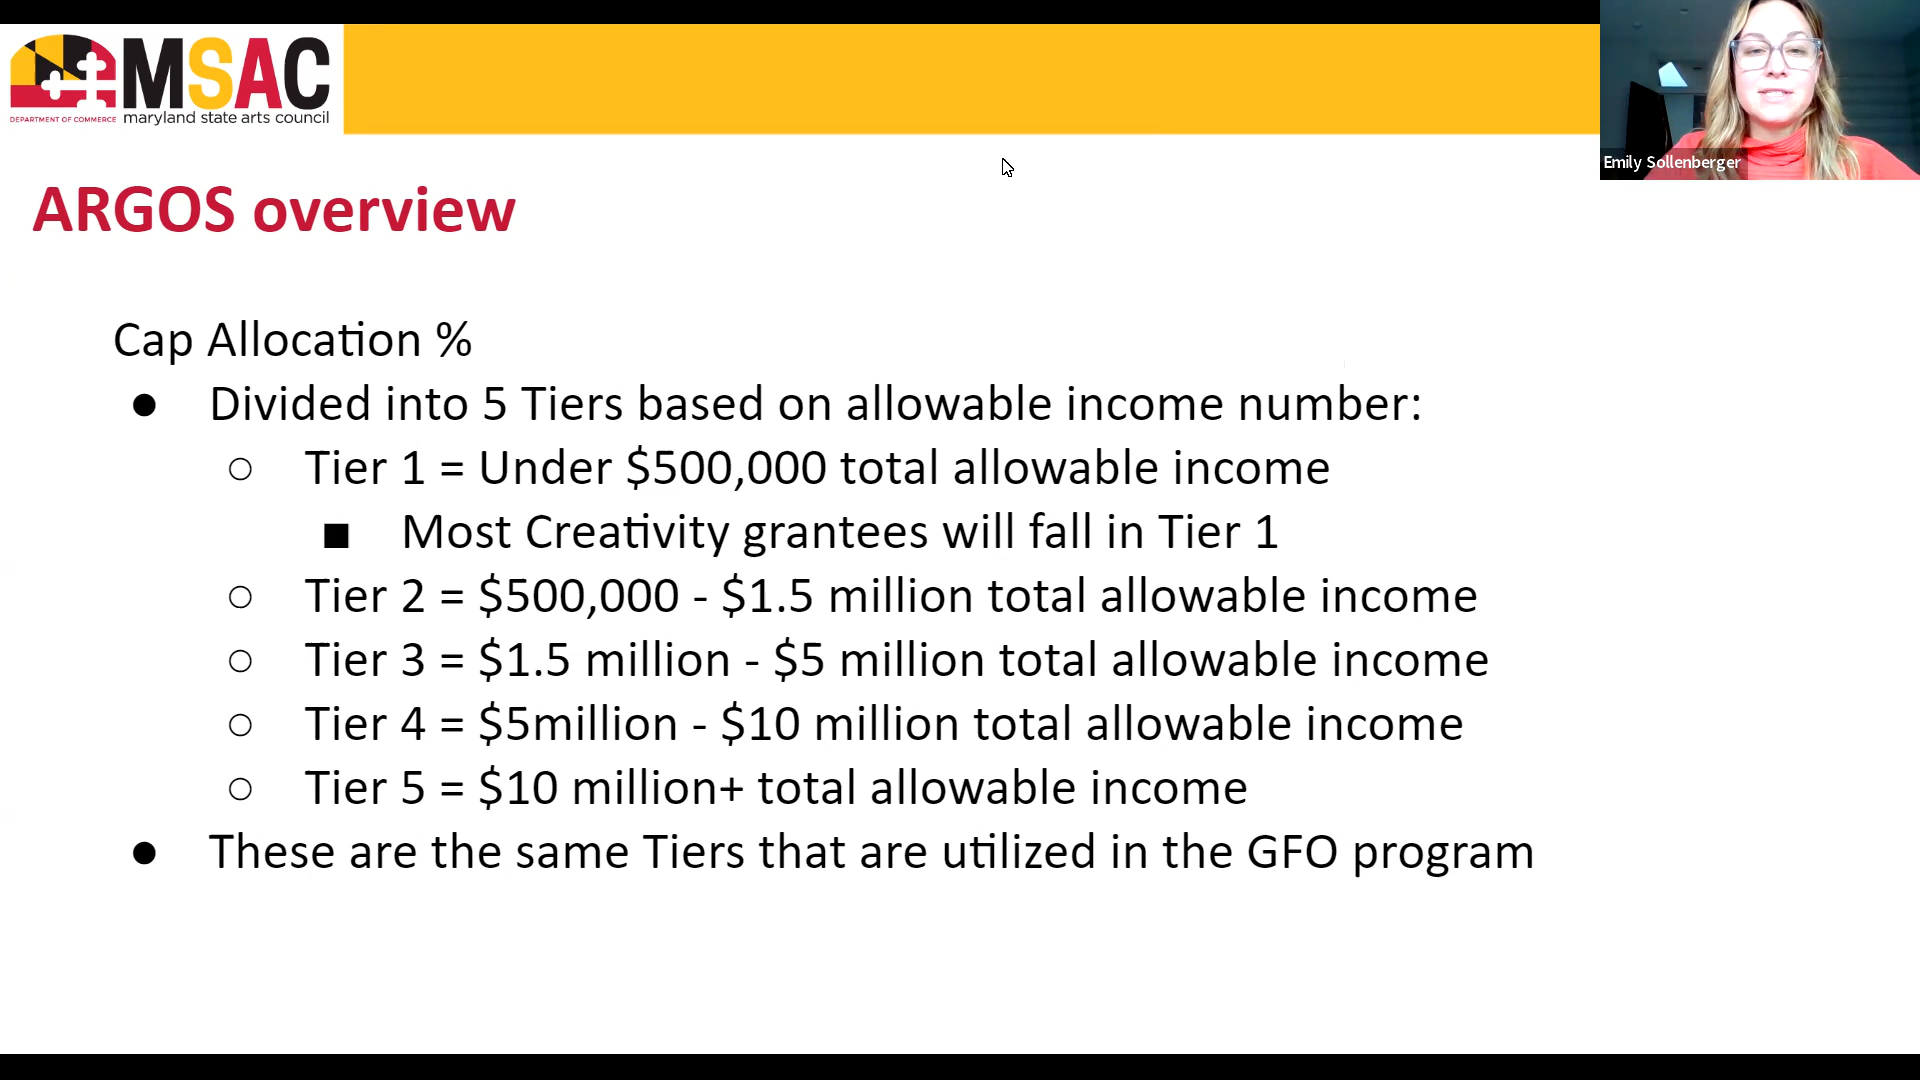 MSAC
DEPARTMENT OF COMMERCE maryland state arts council
Emily Sollenberger
ARGOS overview
Cap Allocation %
● Divided into 5 Tiers based on allowable income number:
○ Tier 1 = Under $500,000 total allowable income
■ Most Creativity grantees will fall in Tier 1
○ Tier 2 = $500,000 - $1.5 million total allowable income
○ Tier 3 = $1.5 million - $5 million total allowable income
○ Tier 4 = $5million - $10 million total allowable income
○ Tier 5 = $10 million+ total allowable income
● These are the same Tiers that are utilized in the GFO program